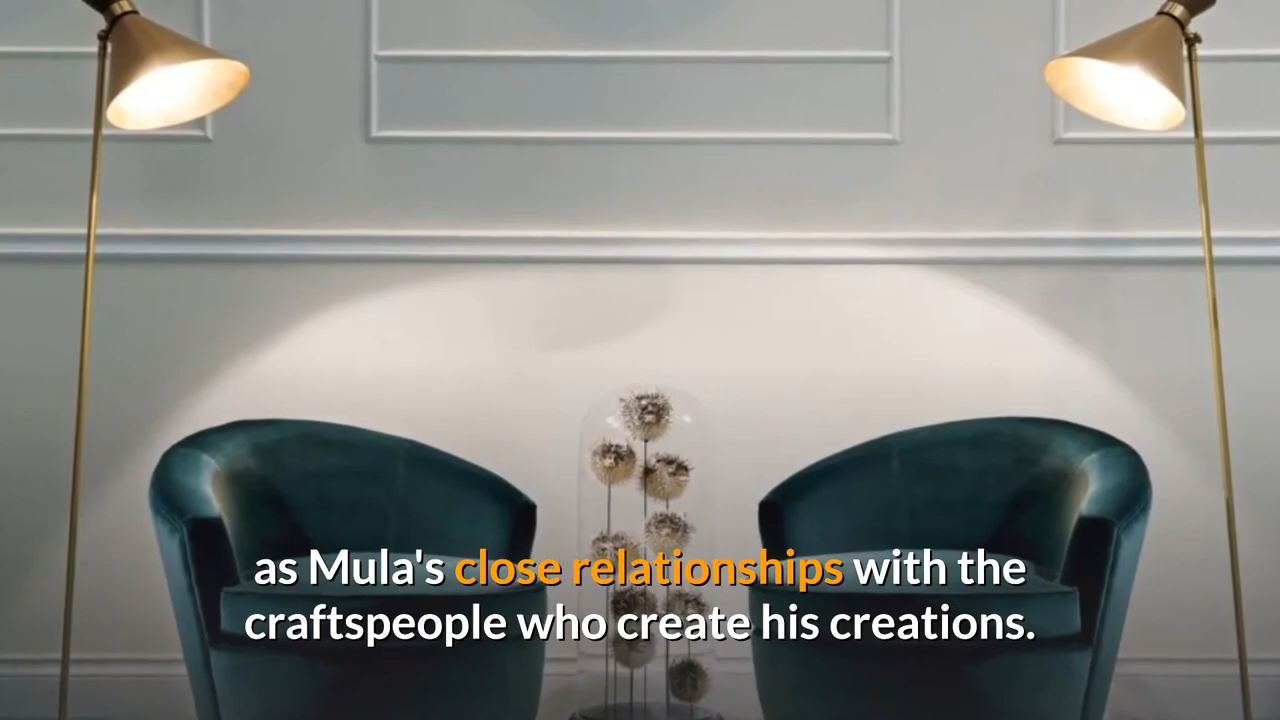 as Mula's close relationships with the
craftspeople who create his creations.